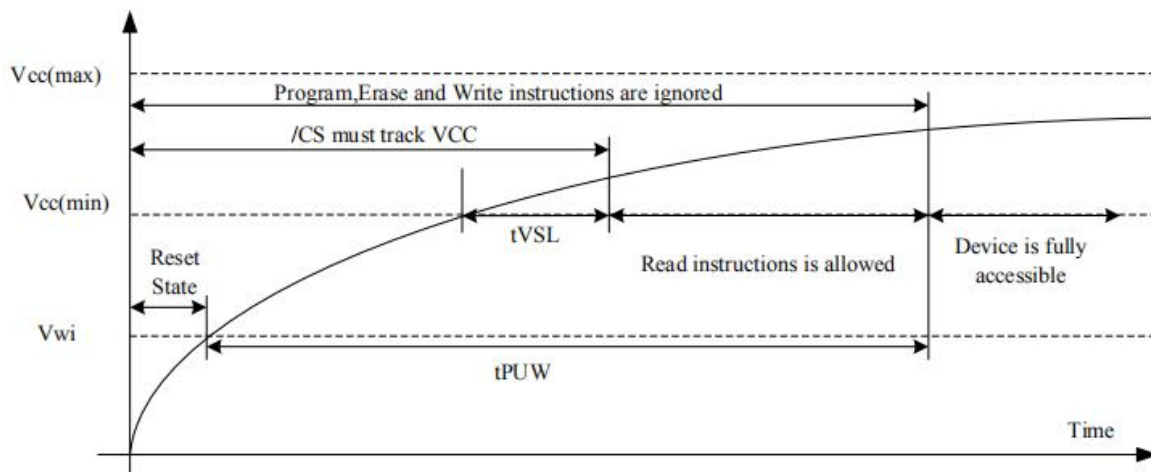 Vcc(max)
Program,Erase and Write instructions are ignored
/CS must track VCC
Vcc(min)
tVSL
Reset
State
Read instructions is allowed
Device is fully
accessible
Vwi
tPUW
Time